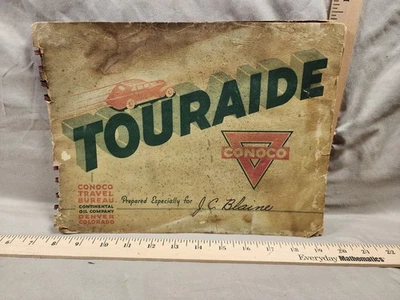 TOURAIDE
CONOCO
CONOCO
TRAVEL
BUREAU
CONTINENTAL
OIL COMPANY
DENVER
COLORADO
Prepared Especially for J.C. Blaine
Everyday Mathematics